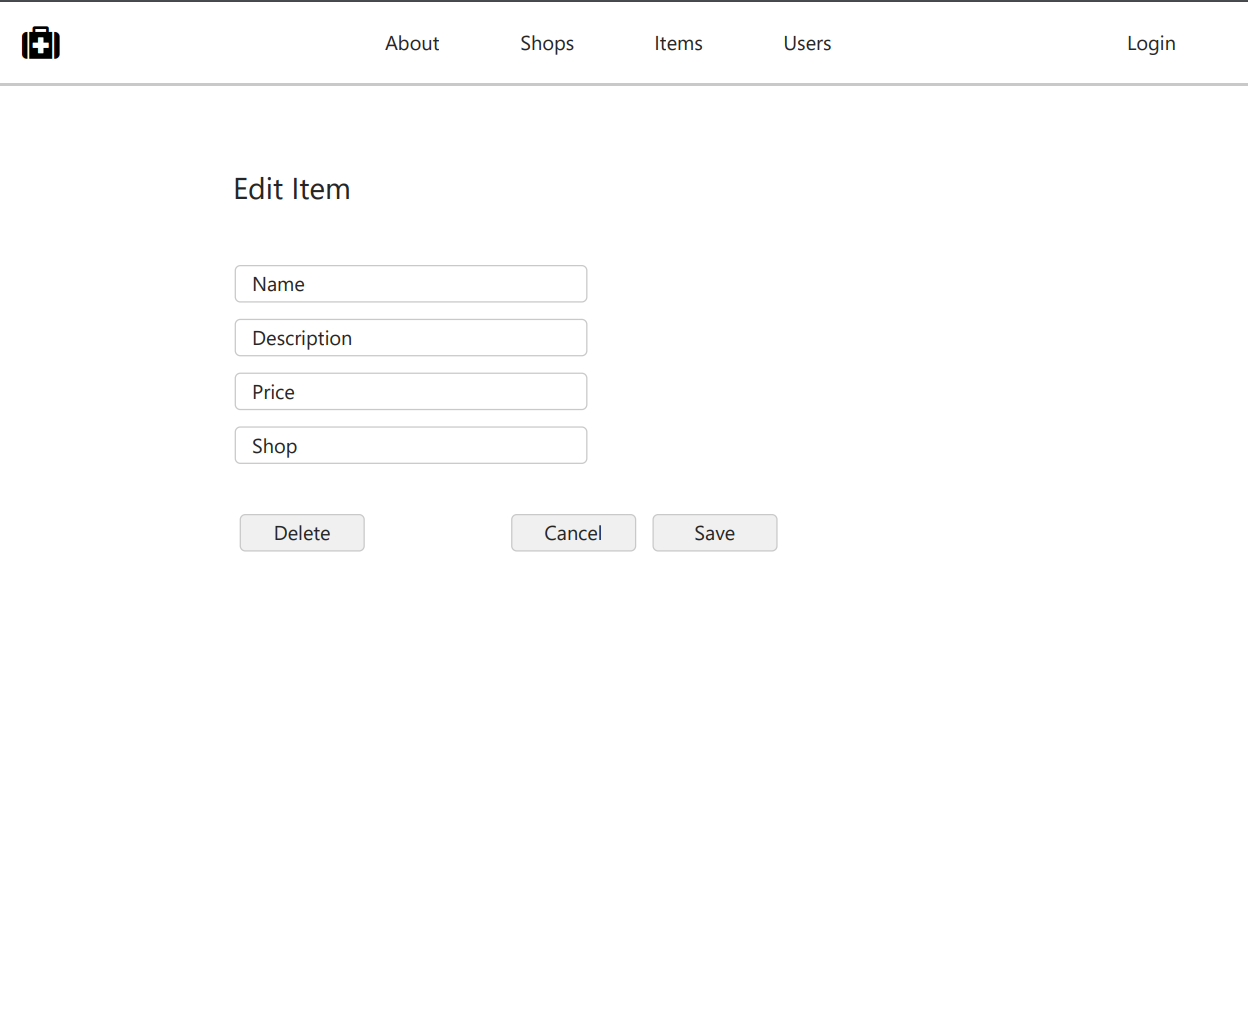 About Shops Items Users Login
Edit Item
Name
Description
Price
Shop
Delete Cancel Save